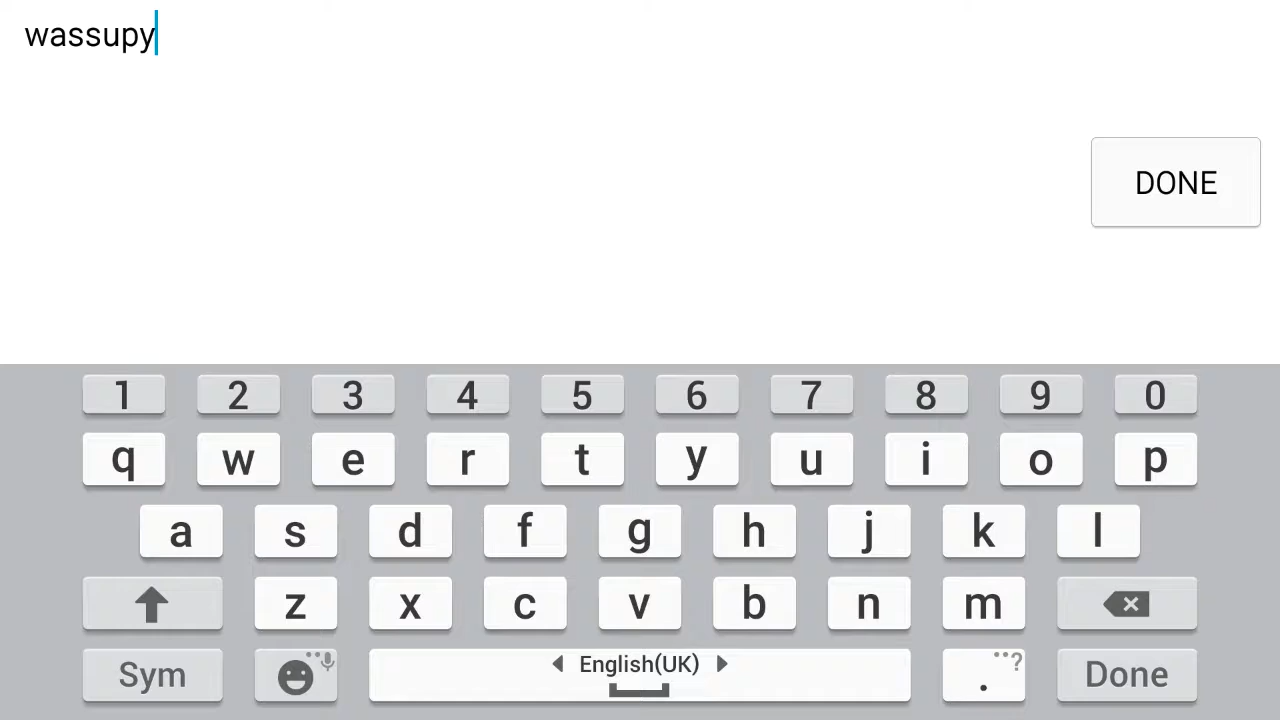 wassupy
DONE
1 2 3 4 5 6 7 8 9 0
q w e r t y u i o p
a s d f g h j k l
z x c v b n m
Sym English(UK) . ? Done